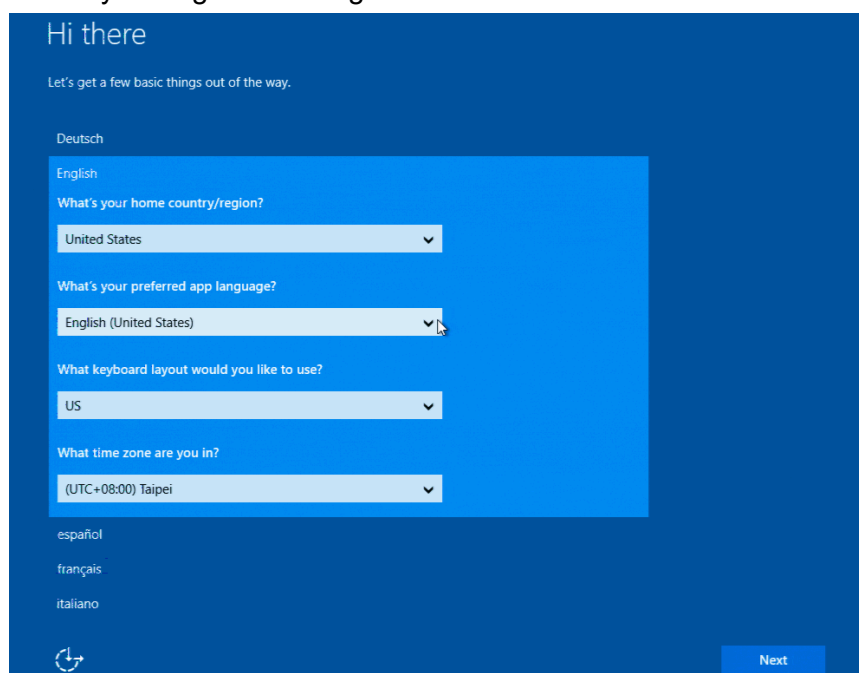 Hi there
Let's get a few basic things out of the way.
Deutsch
English
What's your home country/region?
United States
What's your preferred app language?
English (United States)
What keyboard layout would you like to use?
US
What time zone are you in?
(UTC+08:00) Taipei
español
français
italiano
Next